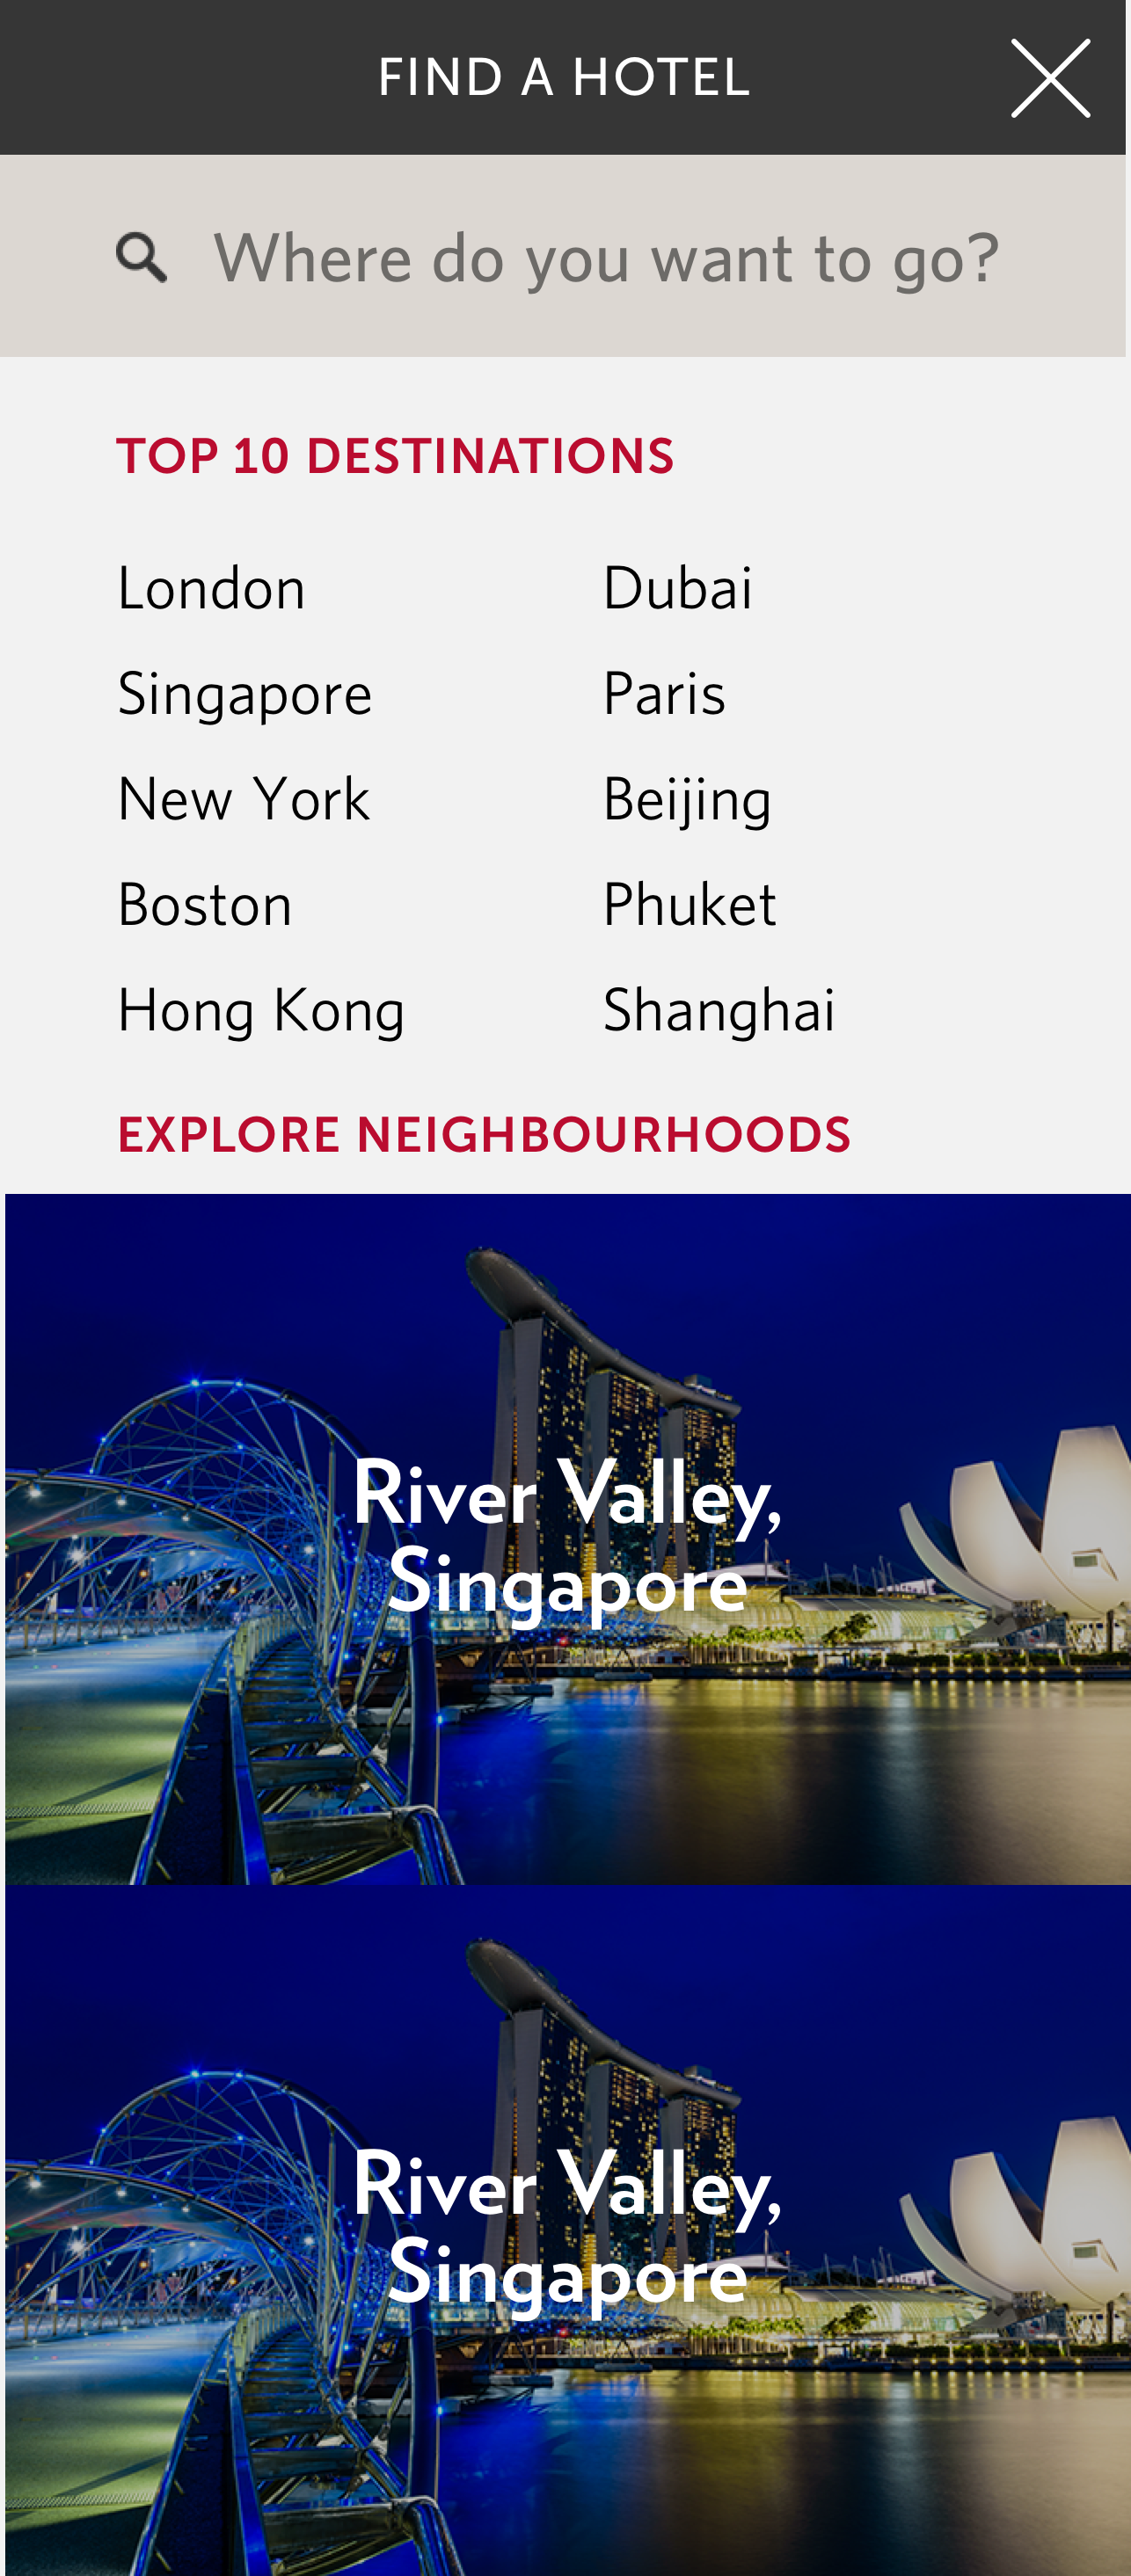 FIND A HOTEL
Where do you want to go?
TOP 10 DESTINATIONS
London
Dubai
Singapore
Paris
New York
Beijing
Boston
Phuket
Hong Kong
Shanghai
EXPLORE NEIGHBOURHOODS
River Valley,
Singapore
River Valley,
Singapore